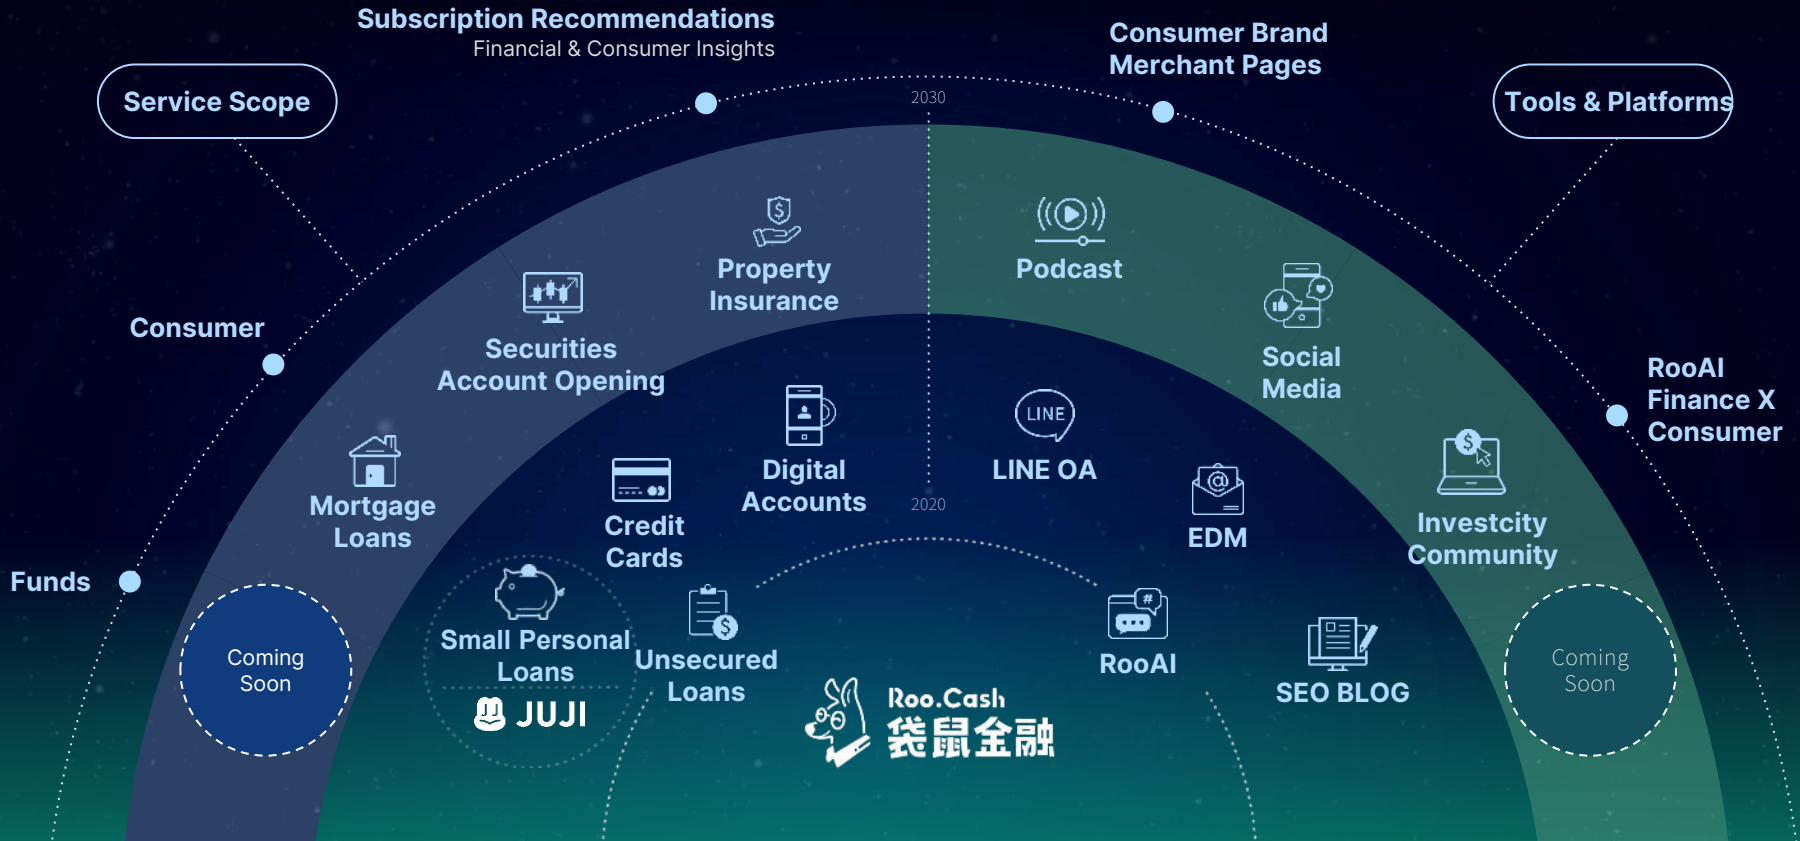 Subscription Recommendations
Financial & Consumer Insights
Consumer Brand
Merchant Pages
Service Scope
Tools & Platforms
2030
Property
Insurance
Podcast
Securities
Account Opening
Social
Media
Consumer
RooAI
Finance X
Consumer
Mortgage
Loans
Credit
Cards
Digital
Accounts
LINE
LINE OA
2020
@
EDM
$
Investcity
Community
Funds
Coming
Soon
Small Personal
Loans
JUJI
Unsecured
Loans
#
RooAI
SEO BLOG
Coming
Soon
Roo.Cash
袋鼠金融